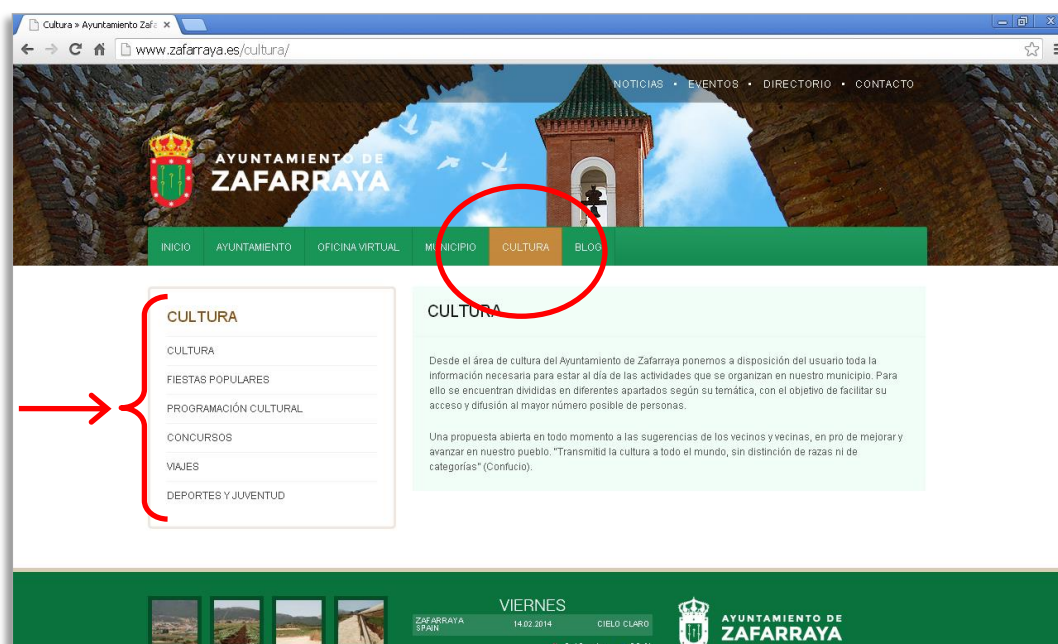 Cultura » Ayuntamiento Zafa
www.zafarraya.es/cultura/
NOTICIAS • EVENTOS • DIRECTORIO • CONTACTO
AYUNTAMIENTO DE
ZAFARRAYA
INICIO AYUNTAMIENTO OFICINA VIRTUAL MUNICIPIO CULTURA BLOG
CULTURA
CULTURA
FIESTAS POPULARES
PROGRAMACIÓN CULTURAL
CONCURSOS
VIAJES
DEPORTES Y JUVENTUD
CULTURA
Desde el área de cultura del Ayuntamiento de Zafarraya ponemos a disposición del usuario toda la
información necesaria para estar al día de las actividades que se organizan en nuestro municipio. Para
ello se encuentran divididas en diferentes apartados según su temática, con el objetivo de facilitar su
acceso y difusión al mayor número posible de personas.
Una propuesta abierta en todo momento a las sugerencias de los vecinos y vecinas, en pro de mejorar y
avanzar en nuestro pueblo. "Transmitid la cultura a todo el mundo, sin distinción de razas ni de
categorías" (Confucio).
VIERNES
ZAFARRAYA
SPAIN
14.02.2014 CIELO CLARO
AYUNTAMIENTO DE
ZAFARRAYA